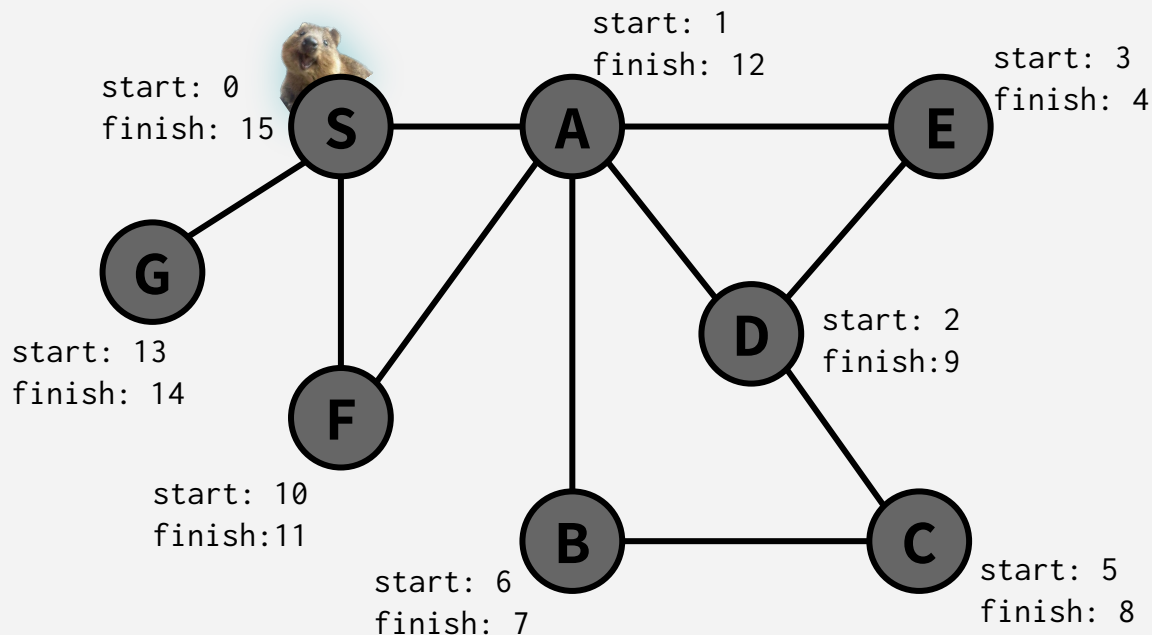 start: 1
finish: 12
start: 3
finish: 4
start: 0
finish: 15
S
A
E
G
start: 13
finish: 14
D
start: 2
finish:9
F
start: 10
finish:11
B
C
start: 6
finish: 7
start: 5
finish: 8